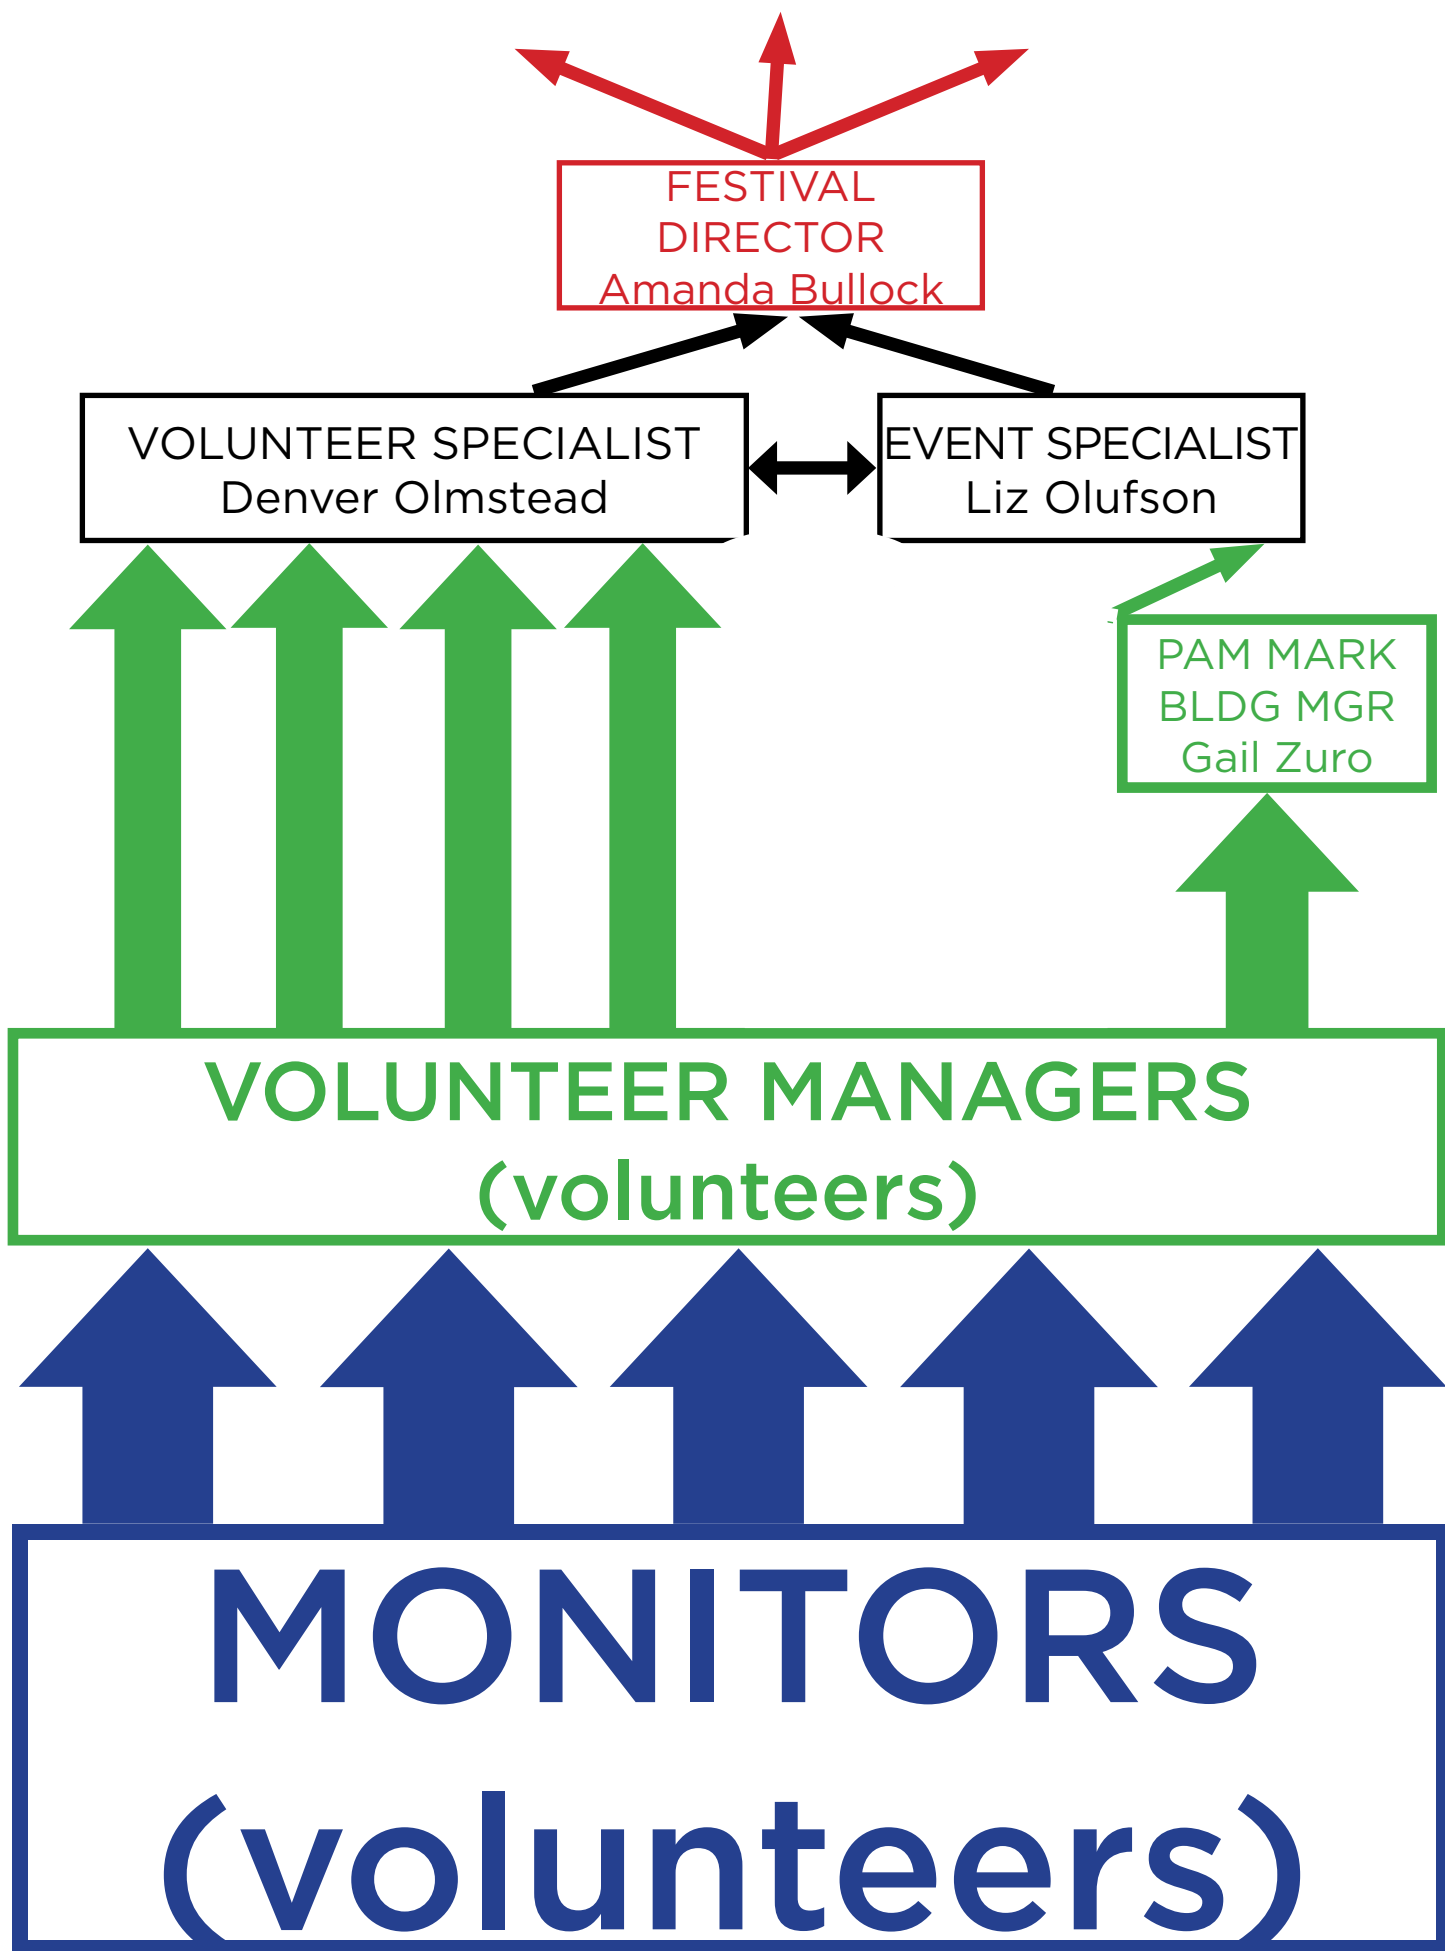 FESTIVAL
DIRECTOR
Amanda Bullock
VOLUNTEER SPECIALIST
Denver Olmstead
EVENT SPECIALIST
Liz Olufson
PAM MARK
BLDG MGR
Gail Zuro
VOLUNTEER MANAGERS
(volunteers)
MONITORS
(volunteers)